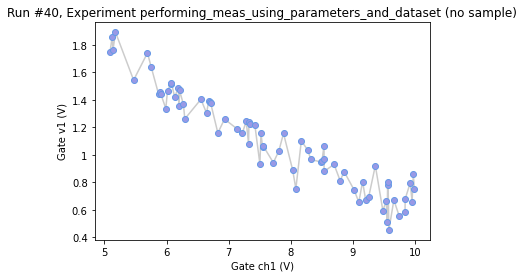 Run #40, Experiment performing_meas_using_parameters_and_dataset (no sample)
1.8
1.6
1.4
1.2
1
0.8
0.6
0.4
Gate v1 (V)
5 6 7 8 9 10
Gate ch1 (V)